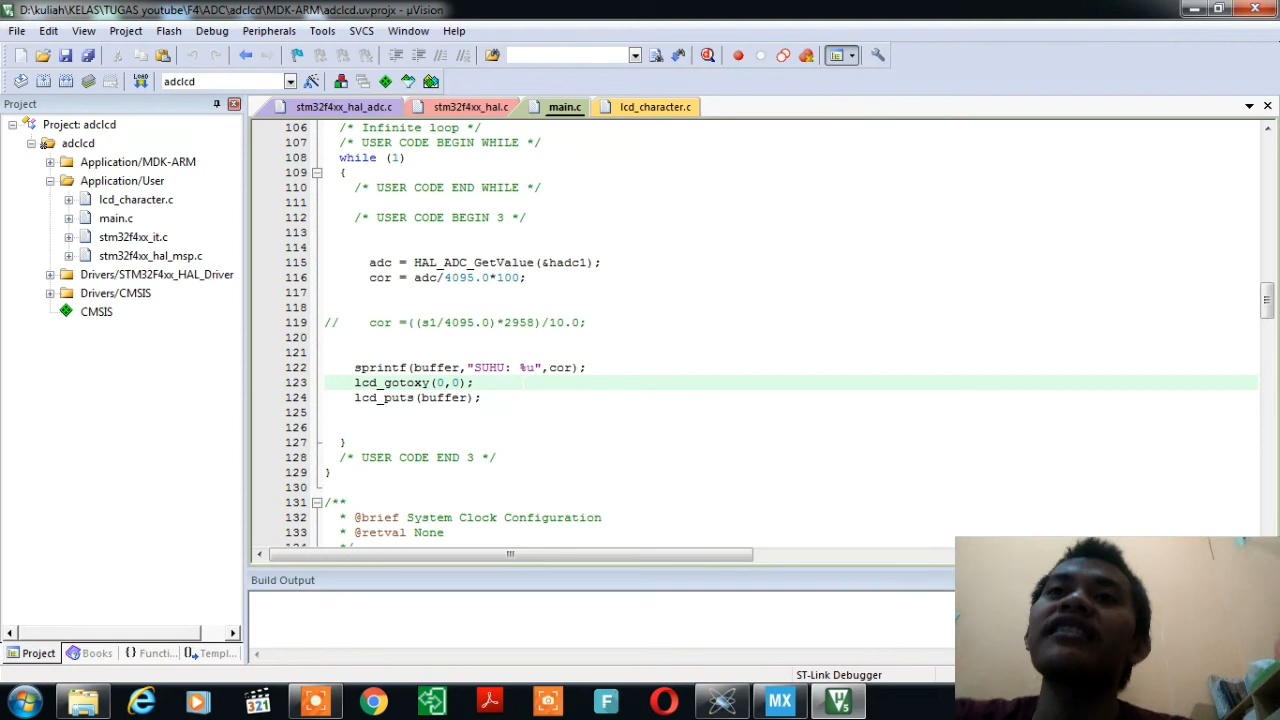 D:\kuliah\KELAS\TUGAS youtube\F4\ADC\adclcd\MDK-ARM\adclcd.uvprojx - µVision
File Edit View Project Flash Debug Peripherals Tools SVCS Window Help
LOAD adclcd
Project
Project: adclcd
adclcd
Application/MDK-ARM
Application/User
lcd_character.c
main.c
stm32f4xx_it.c
stm32f4xx_hal_msp.c
Drivers/STM32F4xx_HAL_Driver
Drivers/CMSIS
CMSIS
Project Books {} Functi... Templ...
stm32f4xx_hal_adc.c stm32f4xx_hal.c main.c lcd_character.c
106 /* Infinite loop */
107 /* USER CODE BEGIN WHILE */
108 while (1)
109 {
110 /* USER CODE END WHILE */
111
112 /* USER CODE BEGIN 3 */
113
114
115 adc = HAL_ADC_GetValue(&hadc1);
116 cor = adc/4095.0*100;
117
118
119 // cor =((s1/4095.0)*2958)/10.0;
120
121
122 sprintf(buffer,"SUHU: %u",cor);
123 lcd_gotoxy(0,0);
124 lcd_puts(buffer);
125
126
127 }
128 /* USER CODE END 3 */
129 }
130
131 /**
132 * @brief System Clock Configuration
133 * @retval None
Build Output
ST-Link Debugger
321
F
MX
µ5